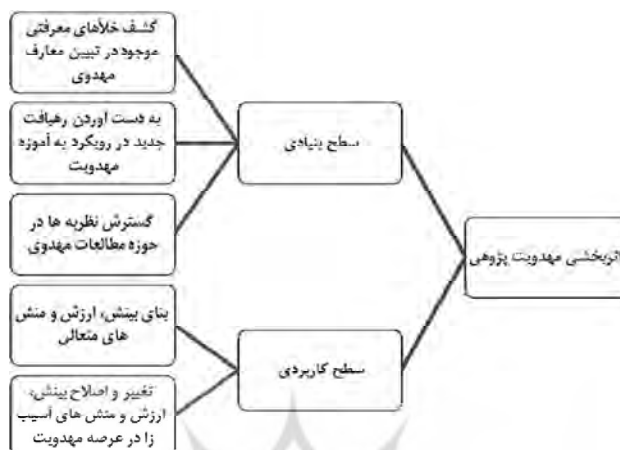 اثربخشی مهدویت پژوهی
سطح بنیادی
کشف خلأهای معرفتی
موجود در تبیین معارف
مهدوی
به دست آوردن رهیافت
جدید در رویکرد به آموزه
مهدویت
گسترش نظریه ها در
حوزه مطالعات مهدوی
سطح کاربردی
بنای بینش، ارزش و منش
های متعالی
تغییر و اصلاح بینش،
ارزش و منش های آسیب
زا در عرصه مهدویت